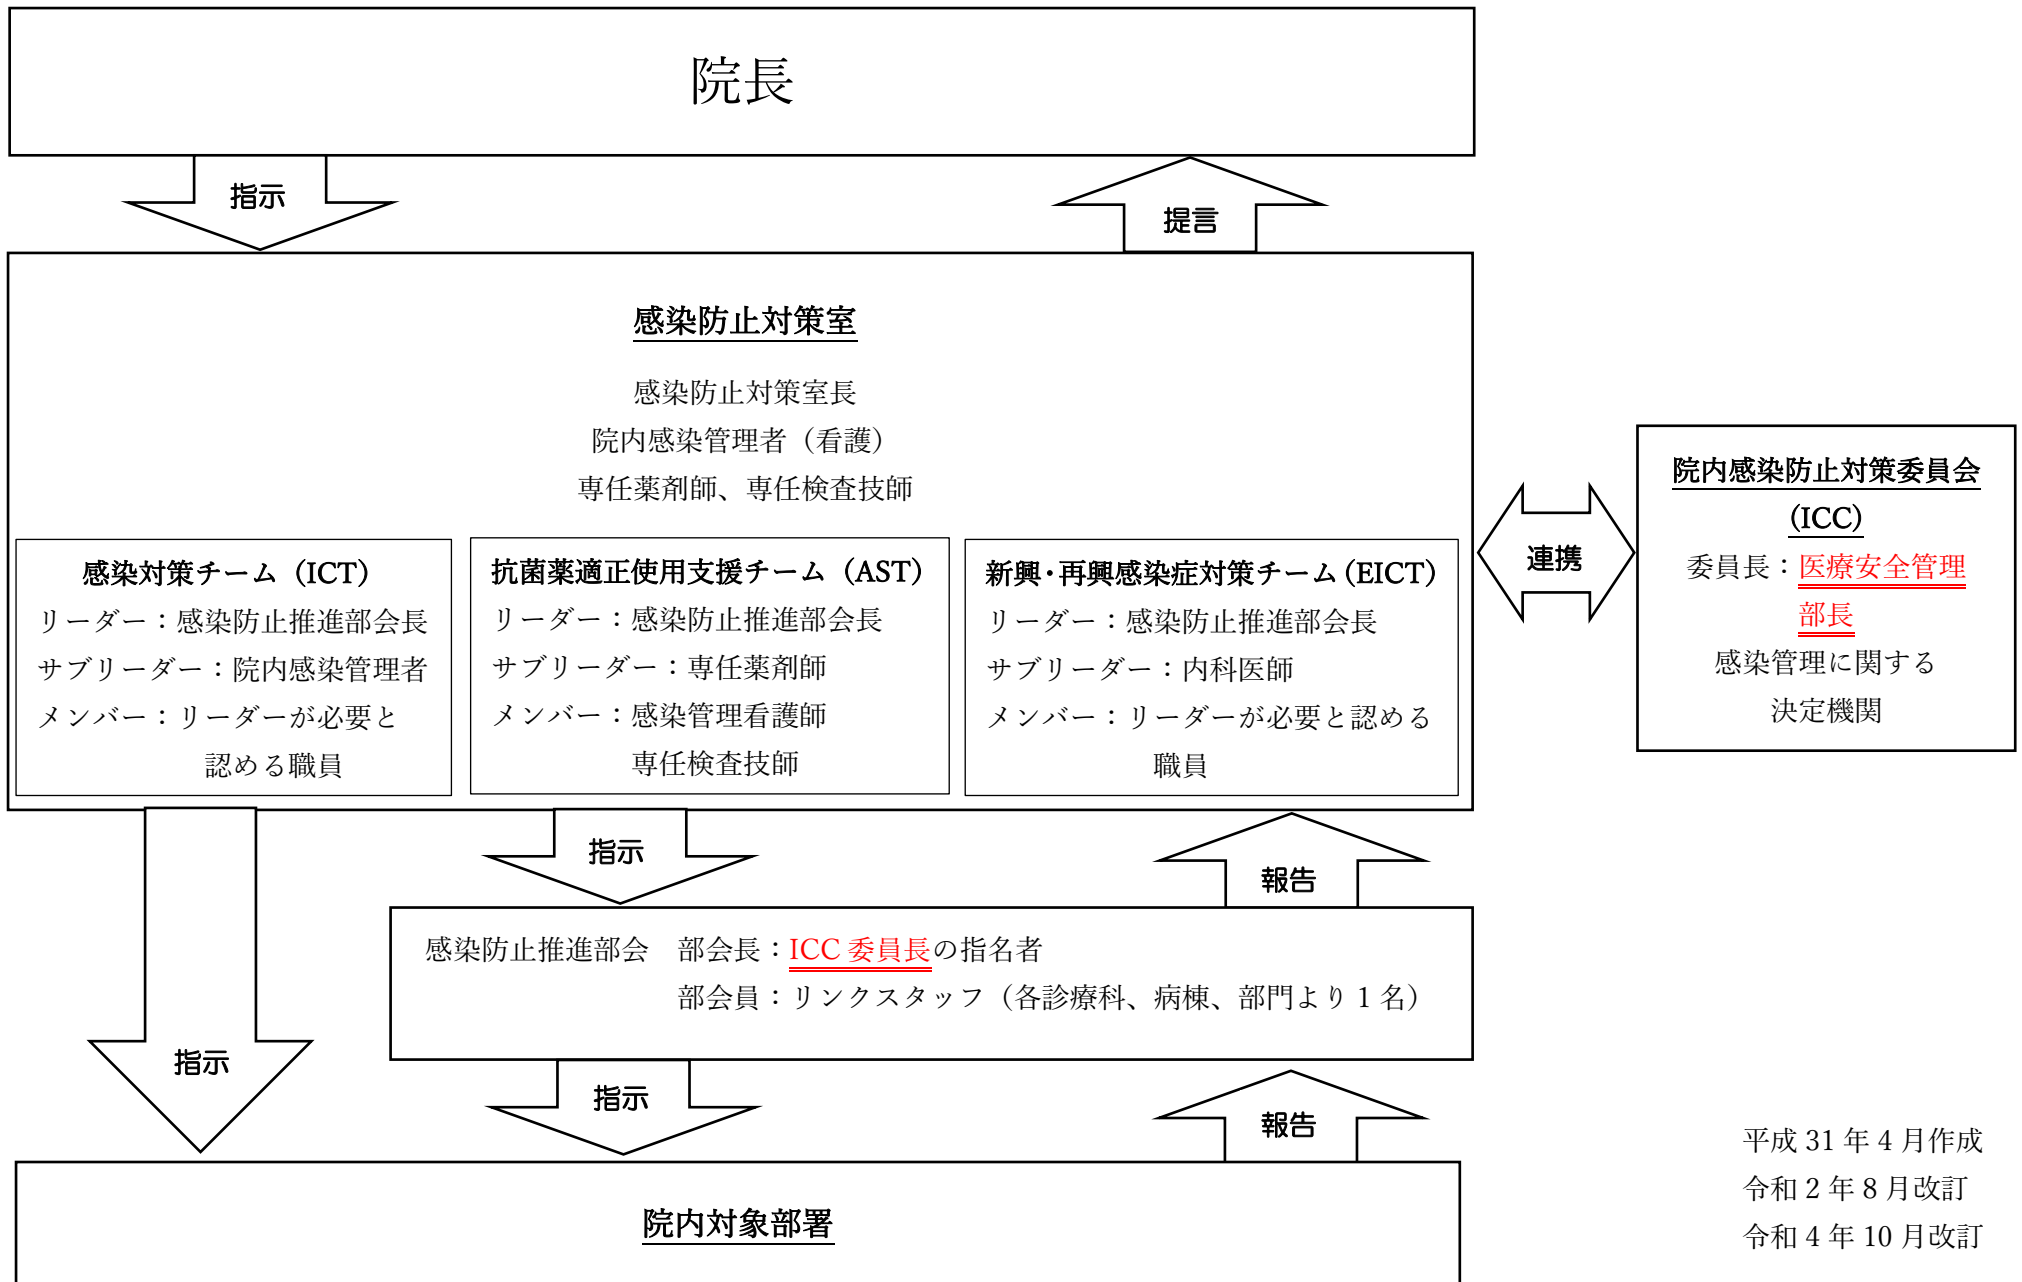 院長
指示
提言
感染防止対策室
感染防止対策室長
院内感染管理者（看護）
専任薬剤師、専任検査技師
感染対策チーム（ICT）
リーダー：感染防止推進部会長
サブリーダー：院内感染管理者
メンバー：リーダーが必要と
認める職員
抗菌薬適正使用支援チーム（AST）
リーダー：感染防止推進部会長
サブリーダー：専任薬剤師
メンバー：感染管理看護師
専任検査技師
新興・再興感染症対策チーム（EICT）
リーダー：感染防止推進部会長
サブリーダー：内科医師
メンバー：リーダーが必要と認める
職員
連携
院内感染防止対策委員会
（ICC）
委員長：医療安全管理
部長
感染管理に関する
決定機関
指示
報告
感染防止推進部会　部会長：ICC 委員長の指名者
部会員：リンクスタッフ（各診療科、病棟、部門より 1 名）
指示
指示
報告
院内対象部署
平成 31 年 4 月作成
令和 2 年 8 月改訂
令和 4 年 10 月改訂